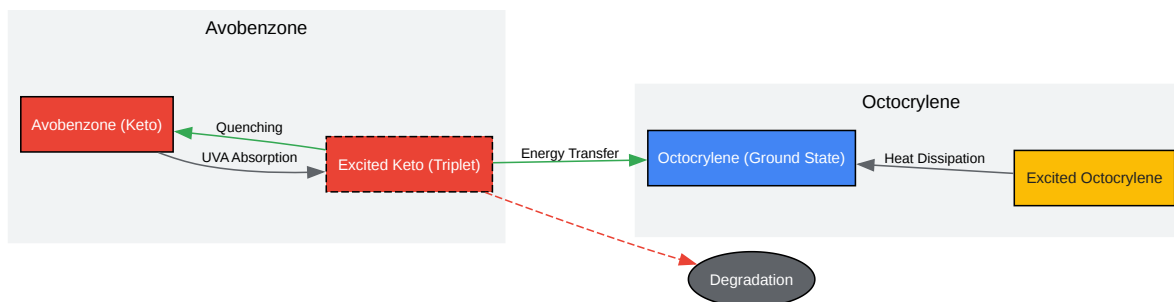 Avobenzone
Octocrylene
Avobenzone (Keto)
Quenching
UVA Absorption
Excited Keto (Triplet)
Energy Transfer
Octocrylene (Ground State)
Heat Dissipation
Excited Octocrylene
Degradation